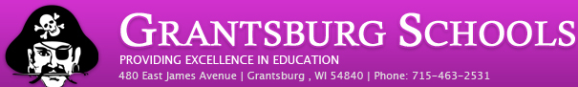 GRANTSBURG SCHOOLS
PROVIDING EXCELLENCE IN EDUCATION
480 East James Avenue | Grantsburg , WI 54840 | Phone: 715-463-2531